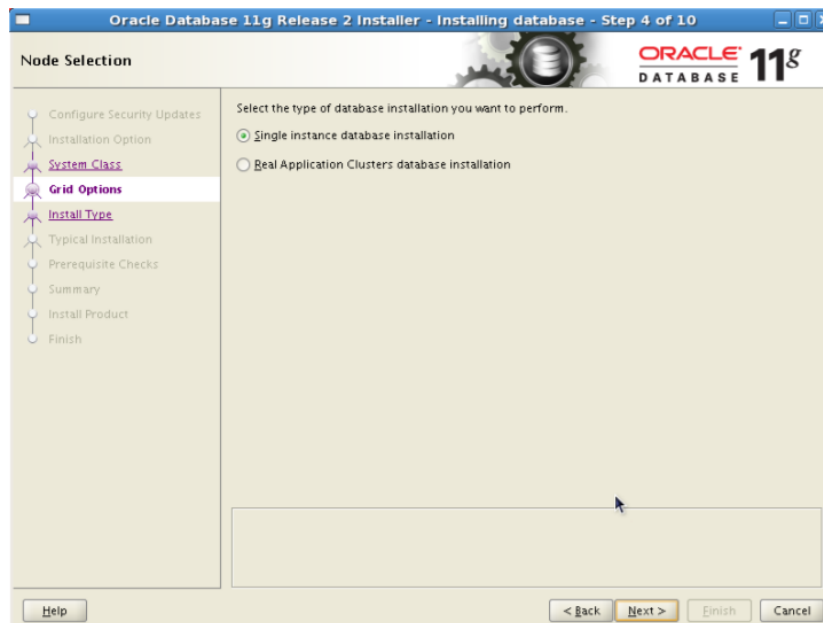 Oracle Database 11g Release 2 Installer - Installing database - Step 4 of 10
Node Selection
ORACLE
DATABASE
11g
Configure Security Updates
Installation Option
System Class
Grid Options
Install Type
Typical Installation
Prerequisite Checks
Summary
Install Product
Finish
Select the type of database installation you want to perform.
Single instance database installation
Real Application Clusters database installation
Help
< Back
Next >
Finish
Cancel